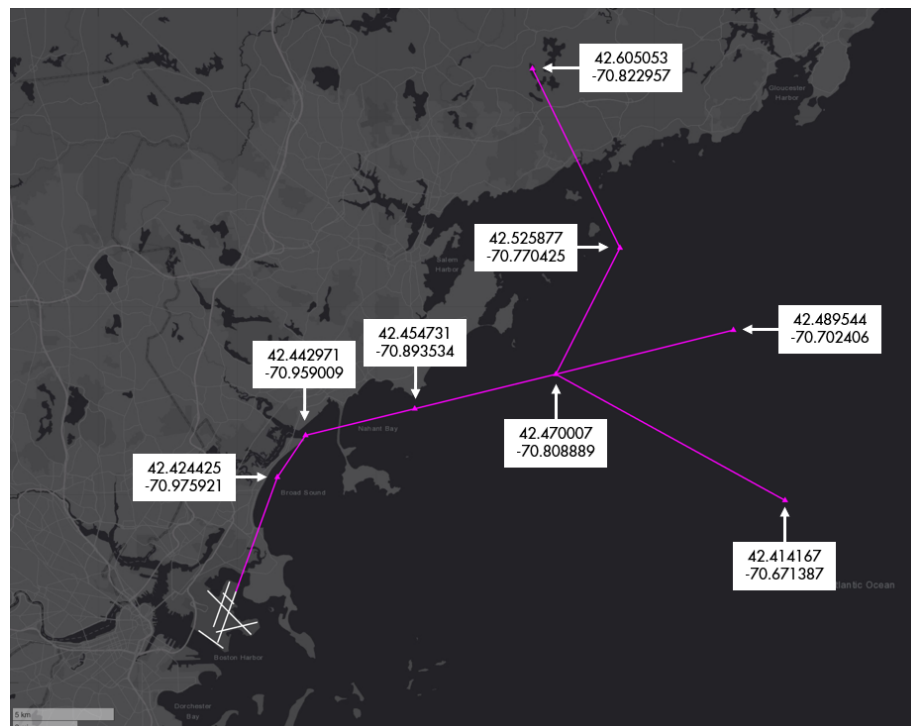 42.605053
-70.822957
Gloucester
Harbor
42.525877
-70.770425
Salem
Harbor
42.489544
-70.702406
42.454731
-70.893534
42.442971
-70.959009
42.470007
-70.808889
Nahant Bay
42.424425
-70.975921
Broad Bound
42.414167
-70.671387
lantic Ocean
Boston Harbor
Dorchester
Bay
5 km